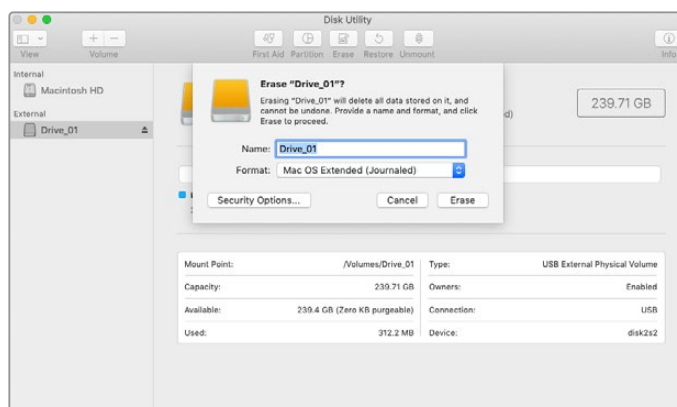 Disk Utility
View Volume First Aid Partition Erase Restore Unmount Info
Internal
Macintosh HD
External
Drive_01
Erase "Drive_01"?
Erasing "Drive_01" will delete all data stored on it, and
cannot be undone. Provide a name and format, and click
Erase to proceed.
d)
239.71 GB
Name: Drive_01
Format: Mac OS Extended (Journaled)
Security Options... Cancel Erase
Mount Point: /Volumes/Drive_01 Type: USB External Physical Volume
Capacity: 239.71 GB Owners: Enabled
Available: 239.4 GB (Zero KB purgeable) Connection: USB
Used: 312.2 MB Device: disk2s2